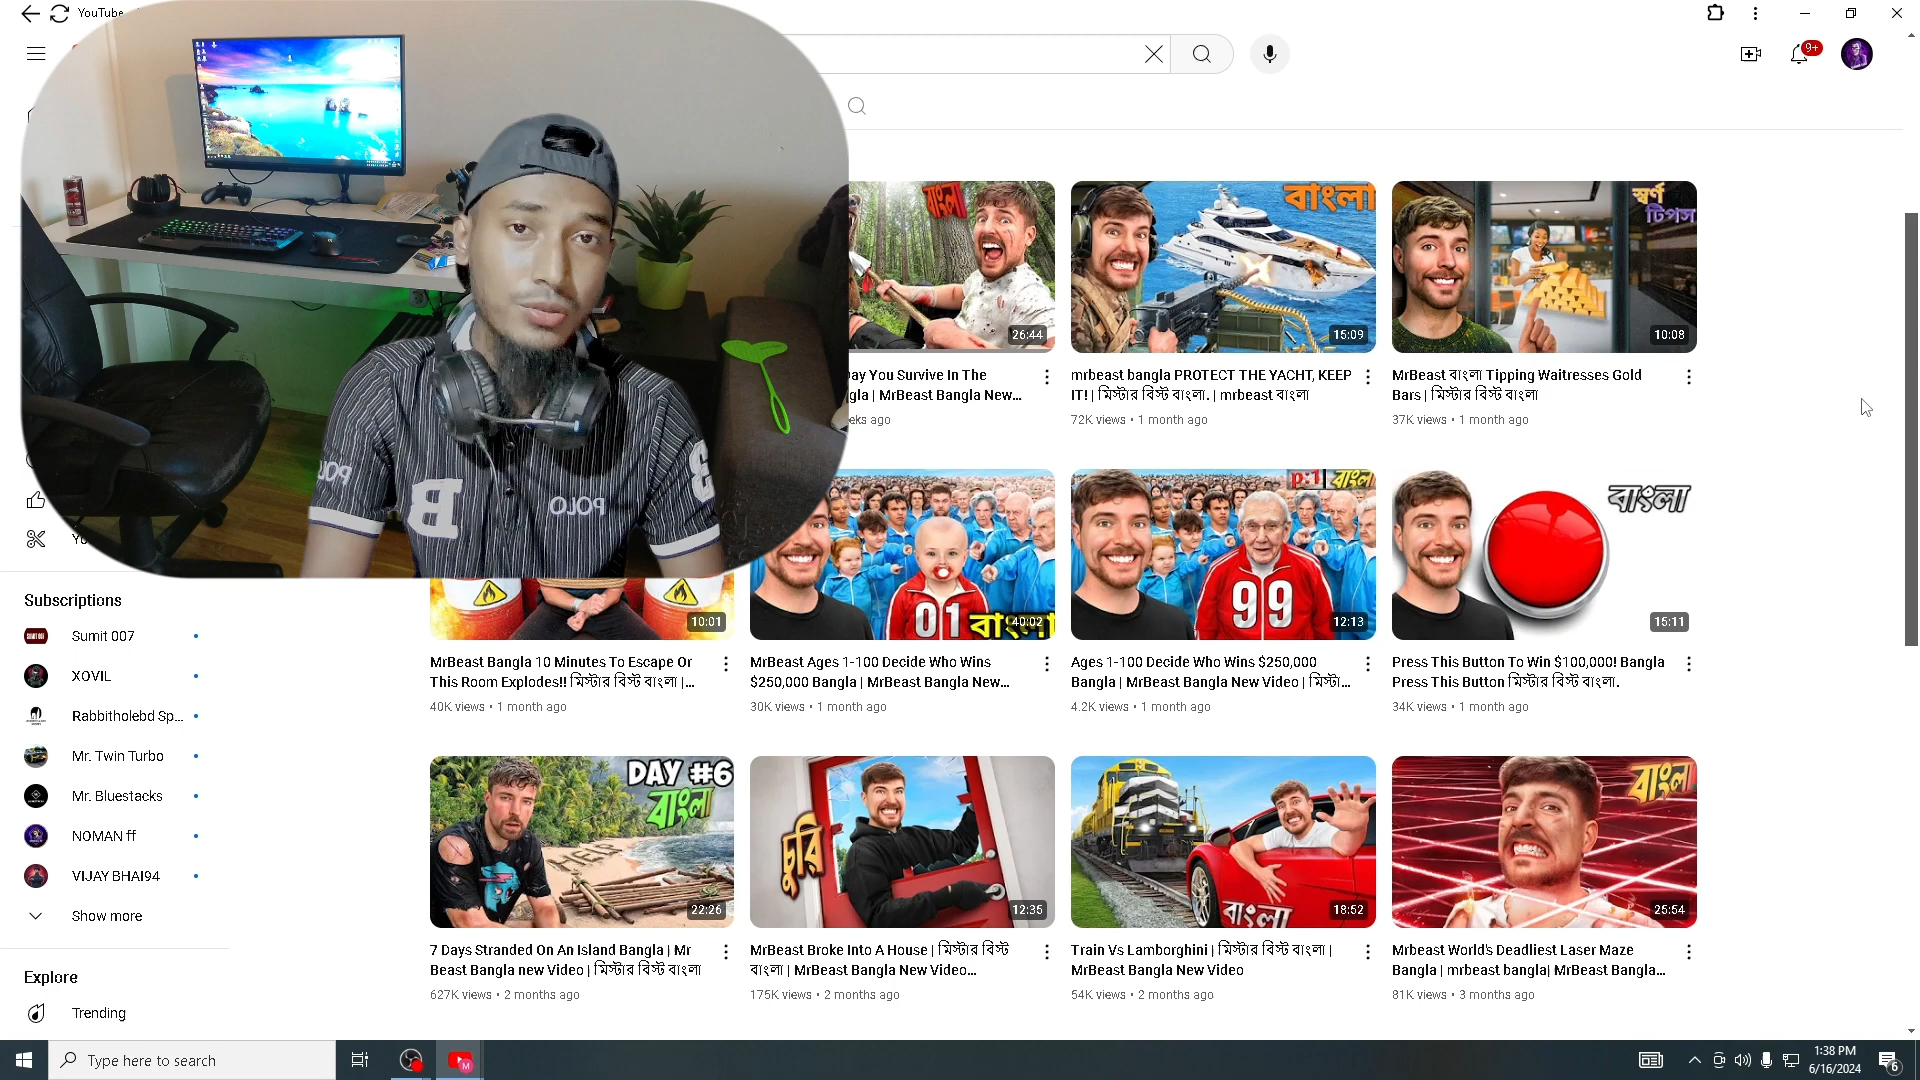 YouTube
9+
বাংলা
26:44
Day You Survive In The
gla | MrBeast Bangla New...
eks ago
বাংলা
15:09
mrbeast bangla PROTECT THE YACHT, KEEP
IT! | মিস্টার বিস্ট বাংলা. | mrbeast বাংলা
72K views • 1 month ago
স্বর্ণ
টিপস
10:08
MrBeast বাংলা Tipping Waitresses Gold
Bars | মিস্টার বিস্ট বাংলা
37K views • 1 month ago
POLO
B
POLO
3
Yo
10:01
MrBeast Bangla 10 Minutes To Escape Or
This Room Explodes!! মিস্টার বিস্ট বাংলা |...
40K views • 1 month ago
01
বাংলা
40:02
MrBeast Ages 1-100 Decide Who Wins
$250,000 Bangla | MrBeast Bangla New...
30K views • 1 month ago
p:1
বাংলা
99
12:13
Ages 1-100 Decide Who Wins $250,000
Bangla | MrBeast Bangla New Video | মিস্টা...
4.2K views • 1 month ago
বাংলা
15:11
Press This Button To Win $100,000! Bangla
Press This Button মিস্টার বিস্ট বাংলা.
34K views • 1 month ago
Subscriptions
Sumit 007
XOVIL
Rabbitholebd Sp...
Mr. Twin Turbo
Mr. Bluestacks
NOMAN ff
VIJAY BHAI94
Show more
Explore
Trending
DAY #6
বাংলা
HELP
22:26
7 Days Stranded On An Island Bangla | Mr
Beast Bangla new Video | মিস্টার বিস্ট বাংলা
627K views • 2 months ago
চুরি
12:35
MrBeast Broke Into A House | মিস্টার বিস্ট
বাংলা | MrBeast Bangla New Video...
175K views • 2 months ago
বাংলা
18:52
Train Vs Lamborghini | মিস্টার বিস্ট বাংলা |
MrBeast Bangla New Video
54K views • 2 months ago
বাংলা
25:54
Mrbeast World's Deadliest Laser Maze
Bangla | mrbeast bangla| MrBeast Bangla...
81K views • 3 months ago
Type here to search
1:38 PM
6/16/2024
6